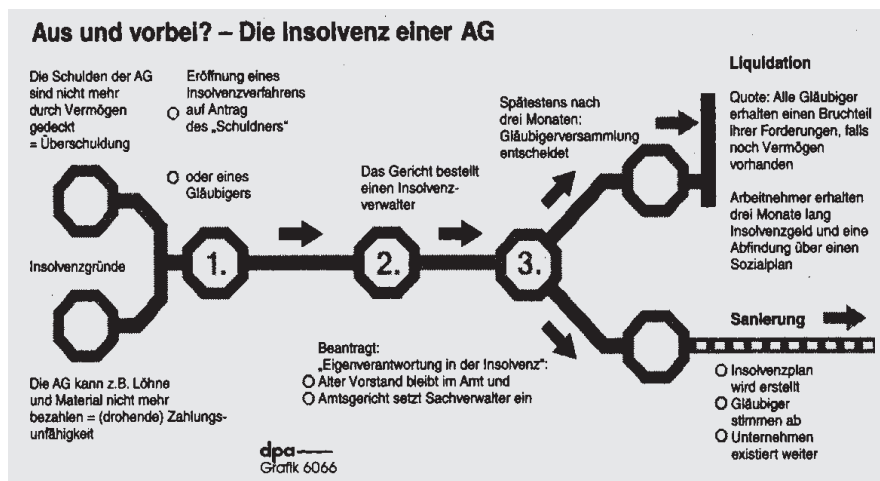 Aus und vorbei? – Die Insolvenz einer AG
Die Schulden der AG
sind nicht mehr
durch Vermögen
gedeckt
= Überschuldung
Insolvenzgründe
Die AG kann z.B. Löhne
und Material nicht mehr
bezahlen = (drohende) Zahlungs-
unfähigkeit
Eröffnung eines
Insolvenzverfahrens
auf Antrag
des „Schuldners“
oder eines
Gläubigers
1.
Das Gericht bestellt
einen Insolvenz-
verwalter
2.
Beantragt:
„Eigenverantwortung in der Insolvenz“:
Alter Vorstand bleibt im Amt und
Amtsgericht setzt Sachverwalter ein
Spätestens nach
drei Monaten:
Gläubigerversammlung
entscheidet
3.
Liquidation
Quote: Alle Gläubiger
erhalten einen Bruchteil
ihrer Forderungen, falls
noch Vermögen
vorhanden
Arbeitnehmer erhalten
drei Monate lang
Insolvenzgeld und eine
Abfindung über einen
Sozialplan
Sanierung
Insolvenzplan
wird erstellt
Gläubiger
stimmen ab
Unternehmen
existiert weiter
dpa
Grafik 6066